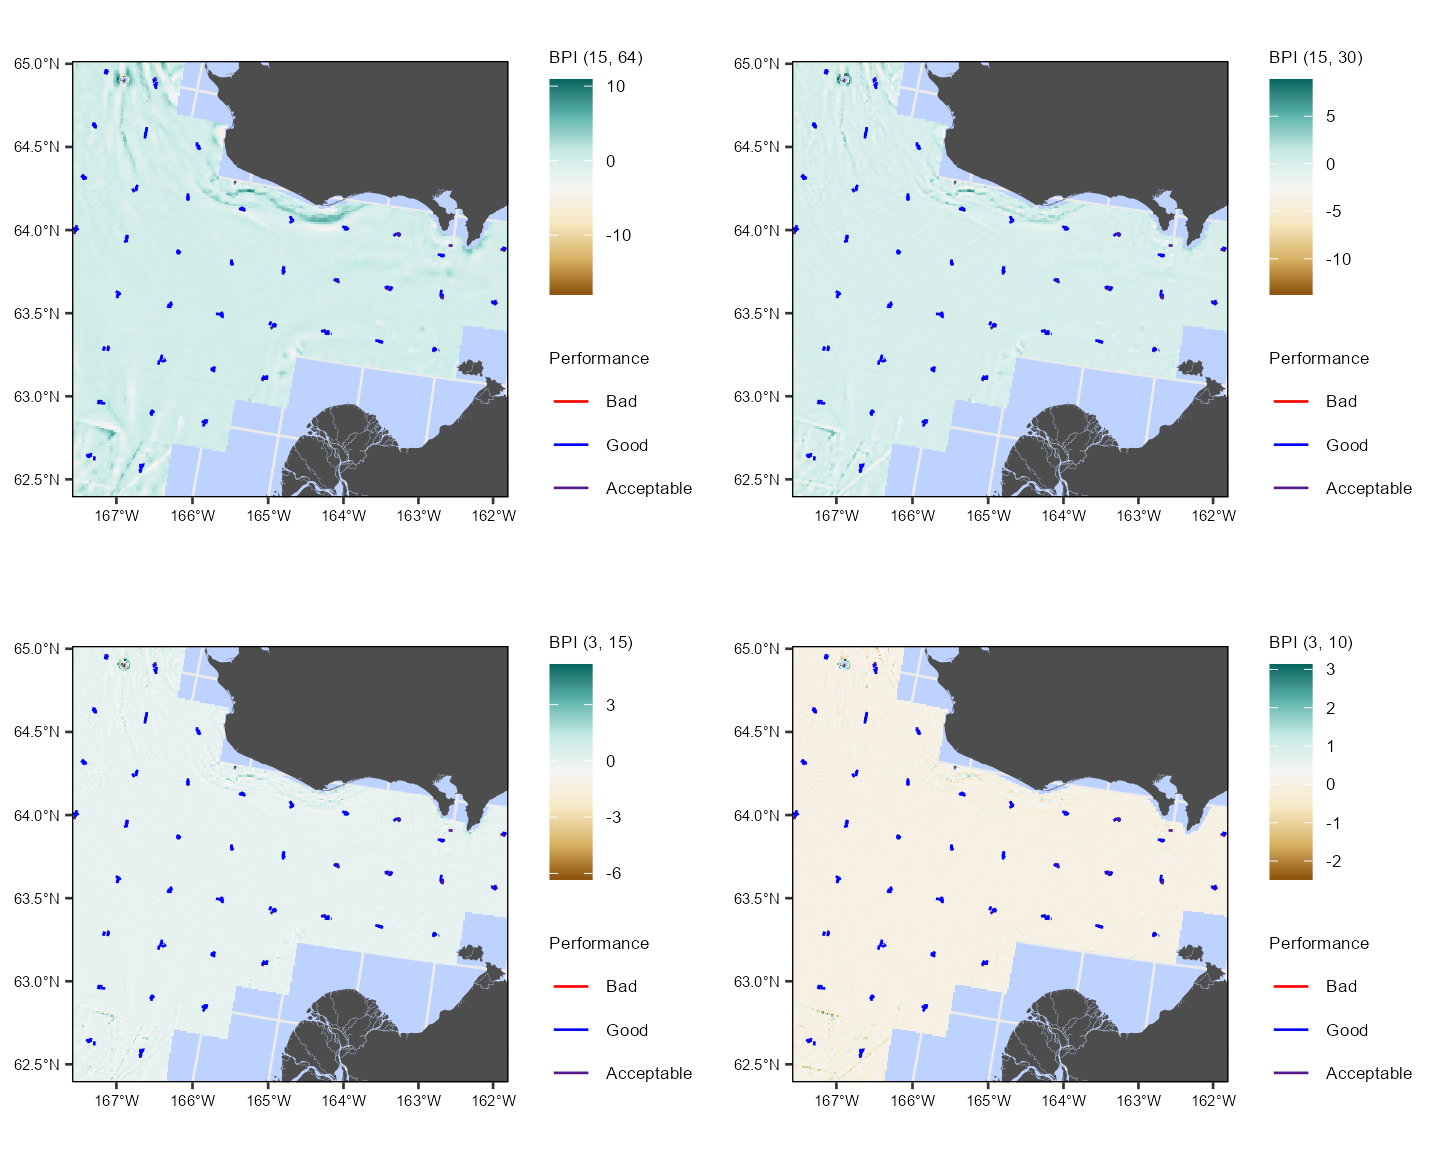 BPI (15, 64)
65.0°N
64.5°N
64.0°N
63.5°N
63.0°N
62.5°N
167°W 166°W 165°W 164°W 163°W 162°W
10
0
-10
Performance
Bad
Good
Acceptable
BPI (15, 30)
65.0°N
64.5°N
64.0°N
63.5°N
63.0°N
62.5°N
167°W 166°W 165°W 164°W 163°W 162°W
5
0
-5
-10
Performance
Bad
Good
Acceptable
BPI (3, 15)
65.0°N
64.5°N
64.0°N
63.5°N
63.0°N
62.5°N
167°W 166°W 165°W 164°W 163°W 162°W
3
0
-3
-6
Performance
Bad
Good
Acceptable
BPI (3, 10)
65.0°N
64.5°N
64.0°N
63.5°N
63.0°N
62.5°N
167°W 166°W 165°W 164°W 163°W 162°W
3
2
1
0
-1
-2
Performance
Bad
Good
Acceptable